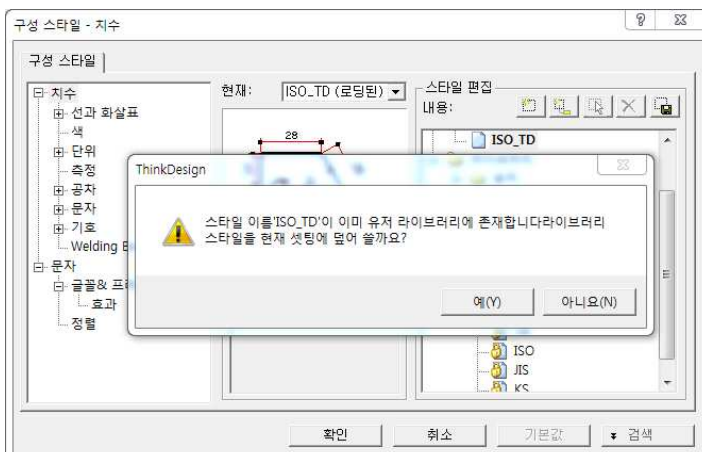 구성 스타일 - 치수
구성 스타일
치수
선과 화살표
색
단위
측정
공차
문자
기호
Welding
문자
글꼴& 프
효과
정렬
현재:
ISO_TD (로딩된)
28
스타일 편집
내용:
ISO_TD
ThinkDesign
스타일 이름'ISO_TD'이 이미 유저 라이브러리에 존재합니다라이브러리
스타일을 현재 셋팅에 덮어 쓸까요?
예(Y)
아니요(N)
ISO
JIS
KS
확인
취소
기본값
검색